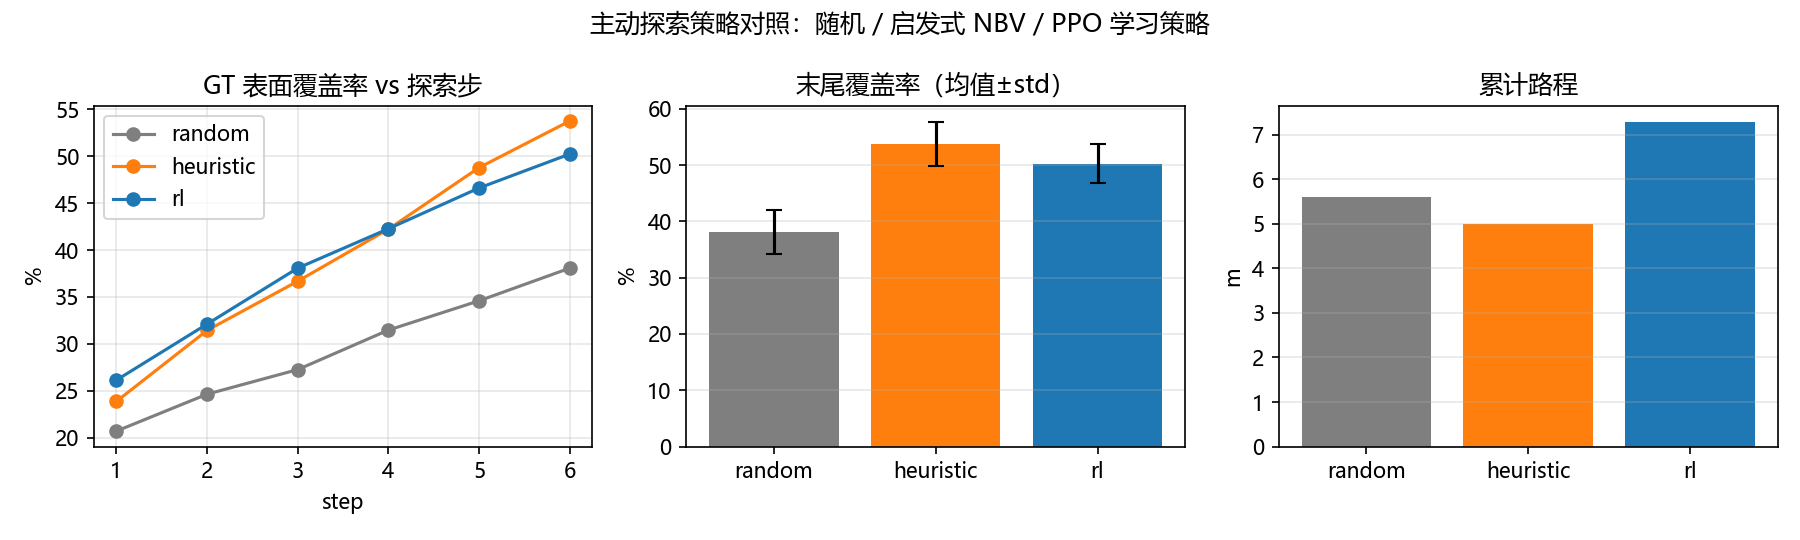 主动探索策略对照：随机 / 启发式 NBV / PPO 学习策略
GT 表面覆盖率 vs 探索步
55
50
45
40
35
30
25
20
%
random
heuristic
rl
1 2 3 4 5 6
step
末尾覆盖率（均值±std）
60
50
40
30
20
10
0
%
random heuristic rl
累计路程
7
6
5
4
3
2
1
0
m
random heuristic rl